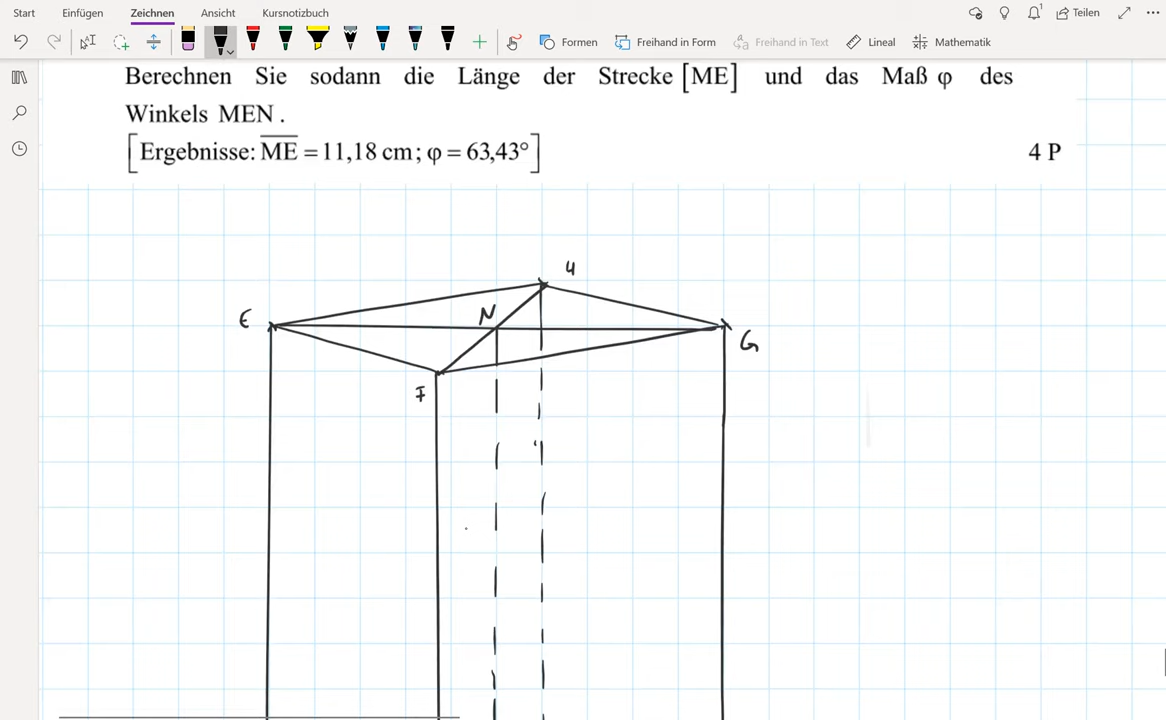 Start Einfügen Zeichnen Ansicht Kursnotizbuch
Teilen
Formen Freihand in Form Freihand in Text Lineal Mathematik
Berechnen Sie sodann die Länge der Strecke [ME] und das Maß φ des
Winkels MEN .
[Ergebnisse: ME = 11,18 cm ; φ = 63,43°] 4 P
H
E N
G
F